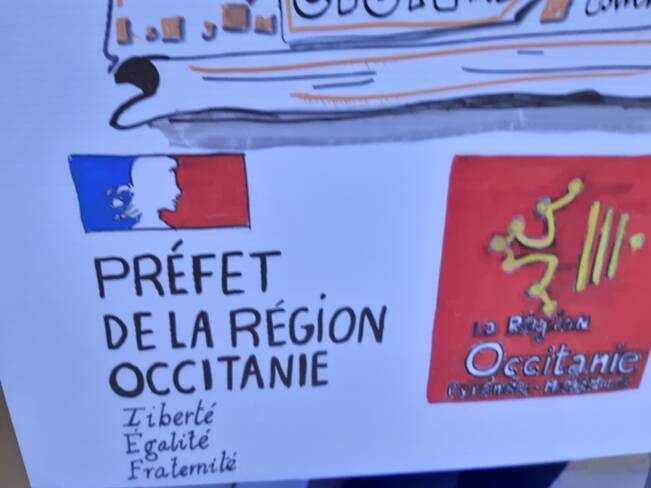 PRÉFET
DE LA RÉGION
OCCITANIE
Liberté
Égalité
Fraternité
La Région
Occitanie